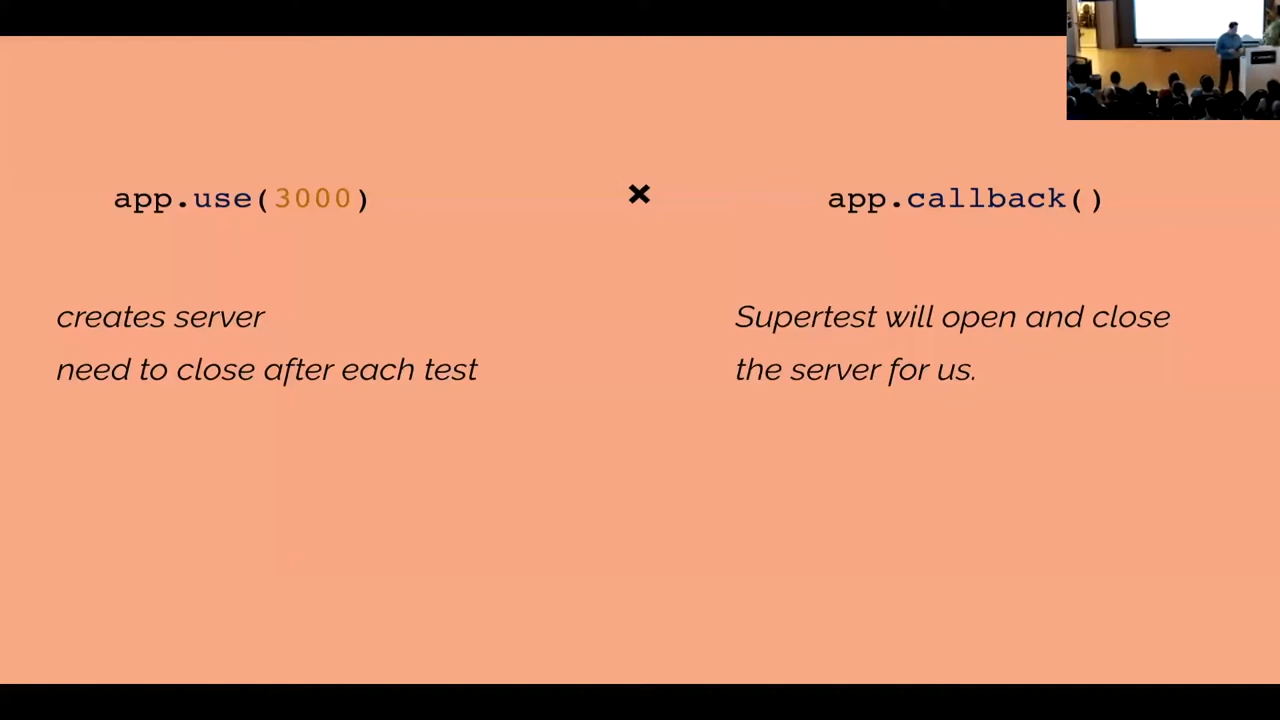 app.use(3000)
×
app.callback()
creates server
need to close after each test
Supertest will open and close
the server for us.